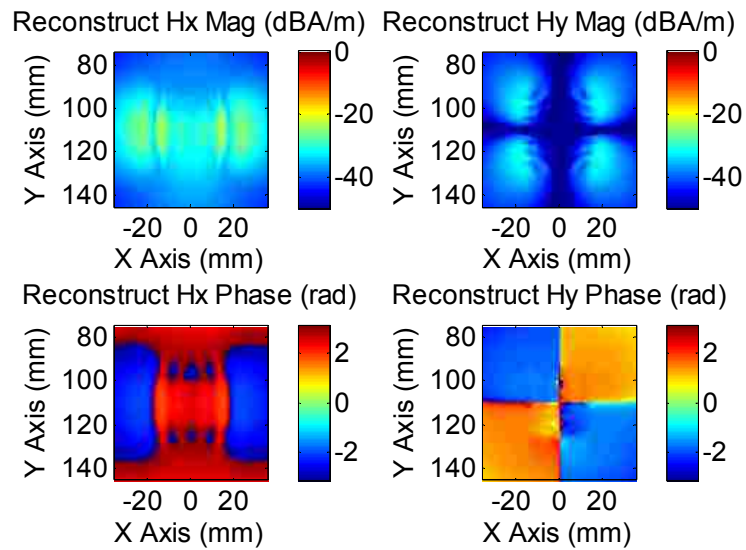 Reconstruct Hx Mag (dBA/m)
Y Axis (mm)
80
100
120
140
-20 0 20
X Axis (mm)
0
-20
-40
Reconstruct Hy Mag (dBA/m)
Y Axis (mm)
80
100
120
140
-20 0 20
X Axis (mm)
0
-20
-40
Reconstruct Hx Phase (rad)
Y Axis (mm)
80
100
120
140
-20 0 20
X Axis (mm)
2
0
-2
Reconstruct Hy Phase (rad)
Y Axis (mm)
80
100
120
140
-20 0 20
X Axis (mm)
2
0
-2